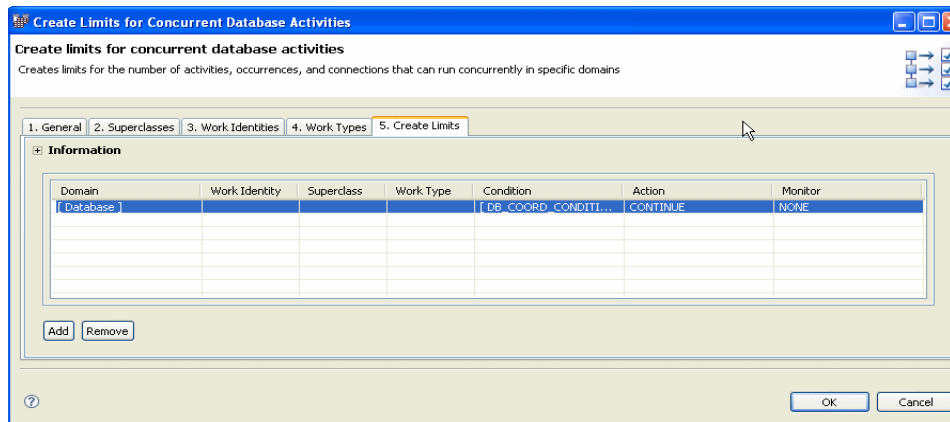 Create Limits for Concurrent Database Activities
Create limits for concurrent database activities
Creates limits for the number of activities, occurrences, and connections that can run concurrently in specific domains
1. General 2. Superclasses 3. Work Identities 4. Work Types 5. Create Limits
Information
Domain Work Identity Superclass Work Type Condition Action Monitor
[ Database ] [ DB_COORD_CONDITI... CONTINUE NONE
Add Remove
OK Cancel